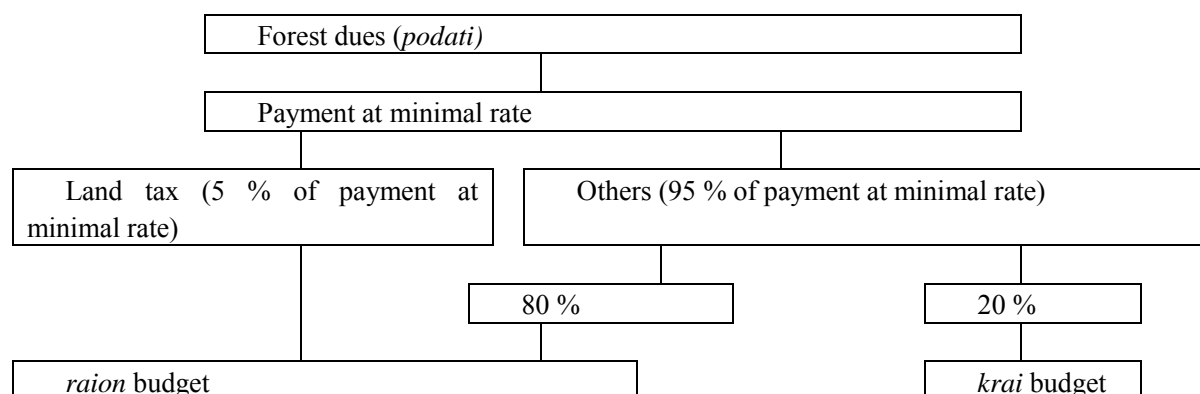 Forest dues (podati)
Payment at minimal rate
Land tax (5 % of payment at
minimal rate)
Others (95 % of payment at minimal rate)
80 %
20 %
raion budget
krai budget